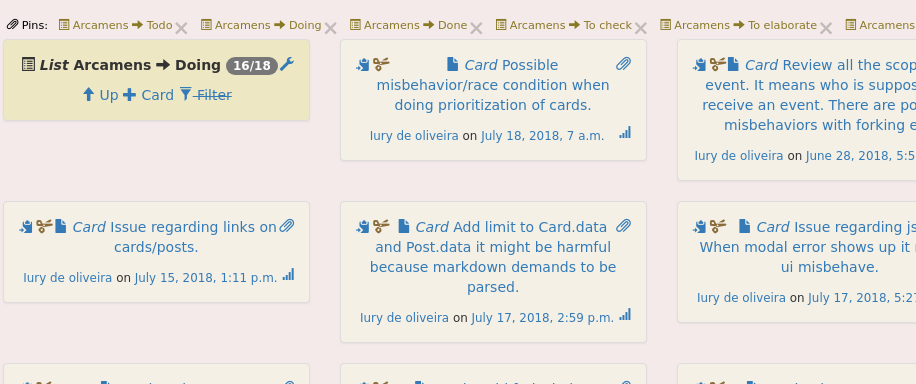 Pins: Arcamens → Todo Arcamens → Doing Arcamens → Done Arcamens → To check Arcamens → To elaborate Arcamens
List Arcamens → Doing 16/18
Up Card Filter
Card Possible
misbehavior/race condition when
doing prioritization of cards.
Iury de oliveira on July 18, 2018, 7 a.m.
Card Review all the scop
event. It means who is suppos
receive an event. There are po
misbehaviors with forking e
Iury de oliveira on June 28, 2018, 5:5
Card Issue regarding links on
cards/posts.
Iury de oliveira on July 15, 2018, 1:11 p.m.
Card Add limit to Card.data
and Post.data it might be harmful
because markdown demands to be
parsed.
Iury de oliveira on July 17, 2018, 2:59 p.m.
Card Issue regarding js
When modal error shows up it
ui misbehave.
Iury de oliveira on July 17, 2018, 5:27